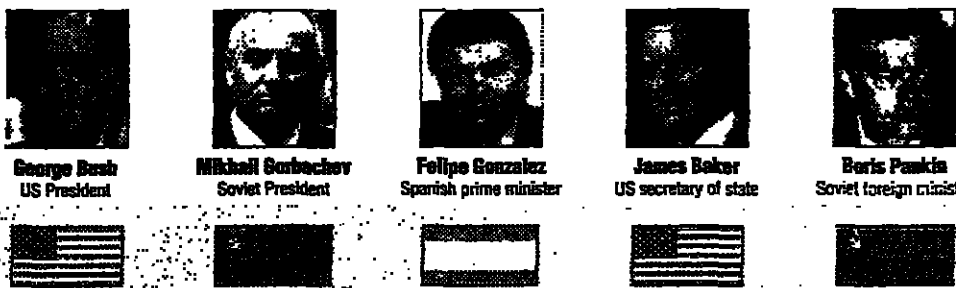 George Bush
US President
Mikhail Gorbachev
Soviet President
Felipe Gonzalez
Spanish prime minister
James Baker
US secretary of state
Boris Pankin
Soviet foreign minist